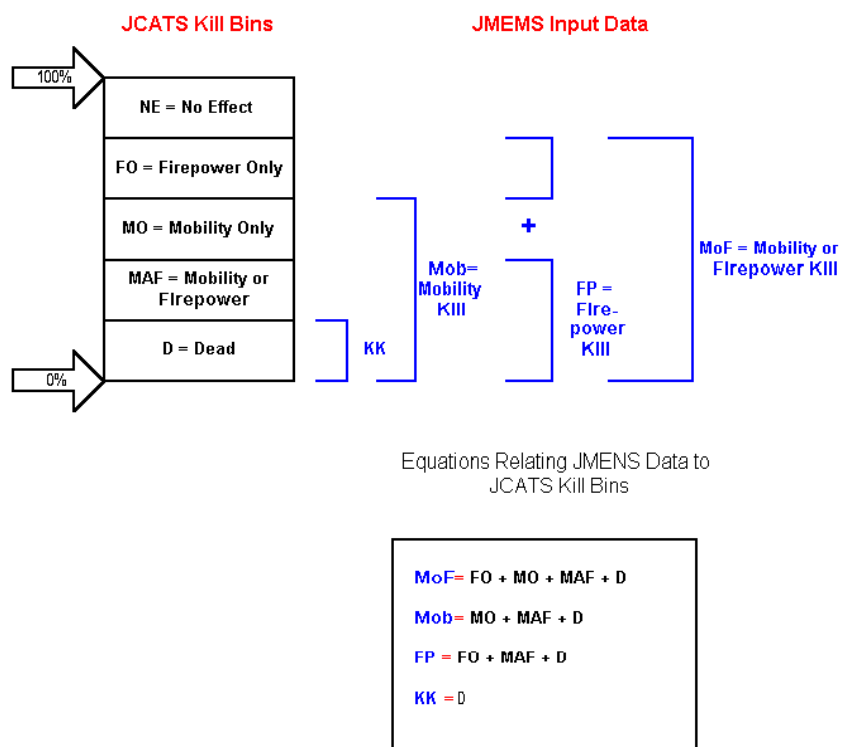 JCATS Kill Bins
JMEMS Input Data
100%
NE = No Effect
FO = Firepower Only
MO = Mobility Only
MAF = Mobility or
FIrepower
D = Dead
0%
KK
Mob=
Mobility
KIll
+
FP =
FIre-
power
KIll
MoF = Mobility or
FIrepower KIll
Equations Relating JMENS Data to
JCATS Kill Bins
MoF= FO + MO + MAF + D
Mob= MO + MAF + D
FP = FO + MAF + D
KK = D